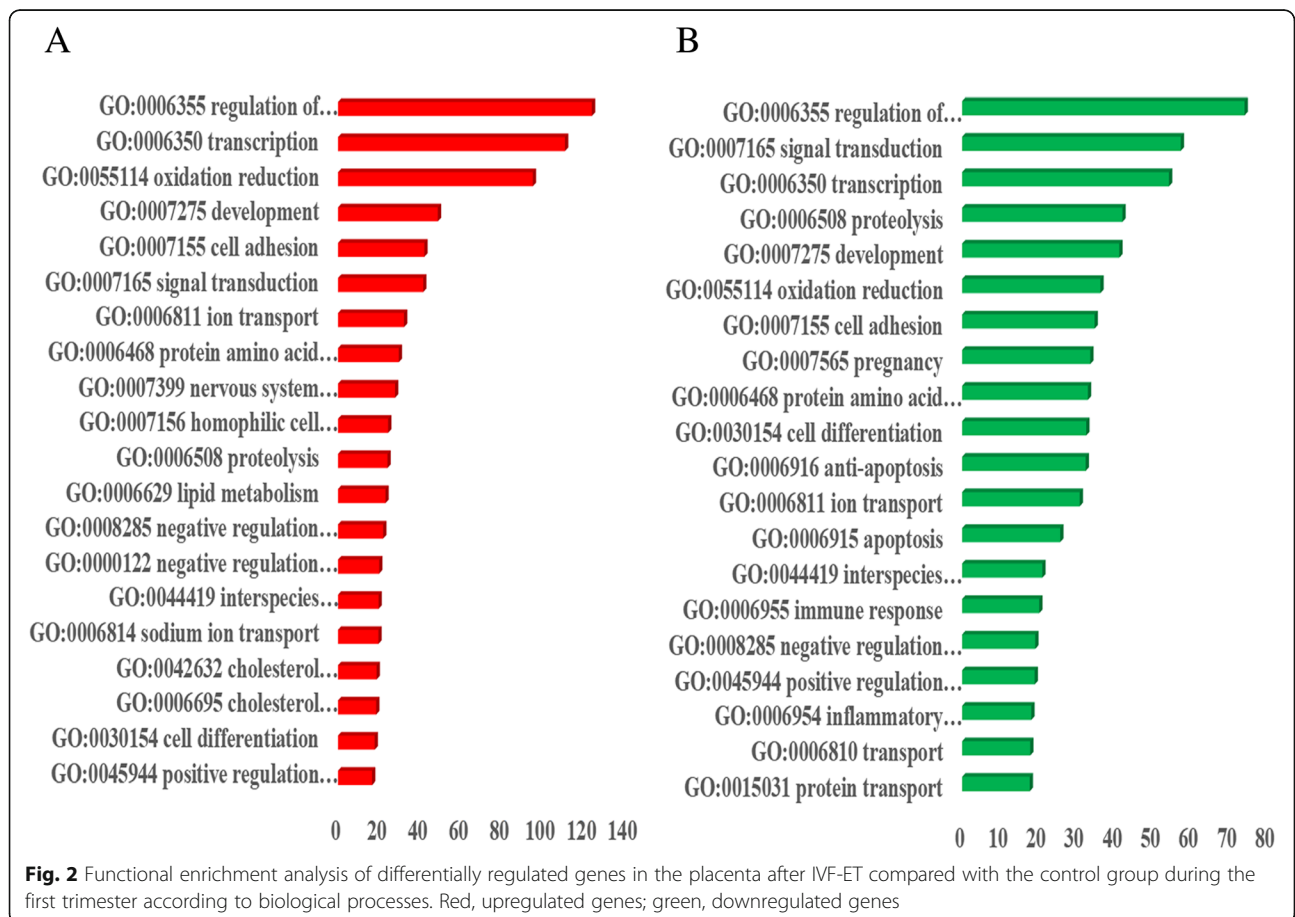 A
GO:0006355 regulation of...
GO:0006350 transcription
GO:0055114 oxidation reduction
GO:0007275 development
GO:0007155 cell adhesion
GO:0007165 signal transduction
GO:0006811 ion transport
GO:0006468 protein amino acid...
GO:0007399 nervous system...
GO:0007156 homophilic cell...
GO:0006508 proteolysis
GO:0006629 lipid metabolism
GO:0008285 negative regulation...
GO:0000122 negative regulation...
GO:0044419 interspecies...
GO:0006814 sodium ion transport
GO:0042632 cholesterol...
GO:0006695 cholesterol...
GO:0030154 cell differentiation
GO:0045944 positive regulation...
0 20 40 60 80 100 120 140
B
GO:0006355 regulation of...
GO:0007165 signal transduction
GO:0006350 transcription
GO:0006508 proteolysis
GO:0007275 development
GO:0055114 oxidation reduction
GO:0007155 cell adhesion
GO:0007565 pregnancy
GO:0006468 protein amino acid...
GO:0030154 cell differentiation
GO:0006916 anti-apoptosis
GO:0006811 ion transport
GO:0006915 apoptosis
GO:0044419 interspecies...
GO:0006955 immune response
GO:0008285 negative regulation...
GO:0045944 positive regulation...
GO:0006954 inflammatory...
GO:0006810 transport
GO:0015031 protein transport
0 10 20 30 40 50 60 70 80
Fig. 2 Functional enrichment analysis of differentially regulated genes in the placenta after IVF-ET compared with the control group during the
first trimester according to biological processes. Red, upregulated genes; green, downregulated genes